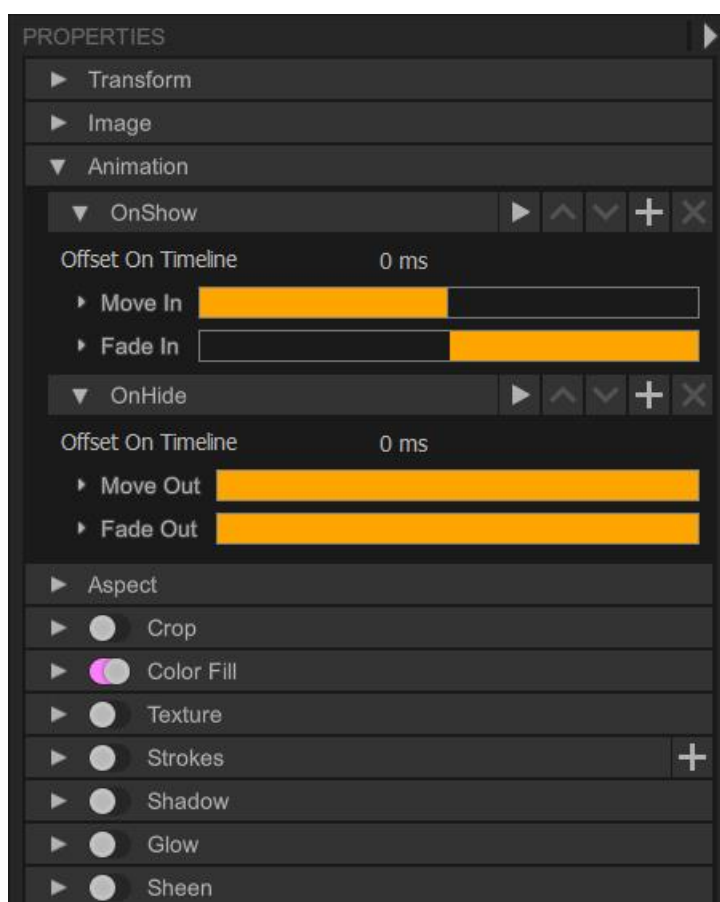 PROPERTIES
Transform
Image
Animation
OnShow
Offset On Timeline 0 ms
Move In
Fade In
OnHide
Offset On Timeline 0 ms
Move Out
Fade Out
Aspect
Crop
Color Fill
Texture
Strokes
Shadow
Glow
Sheen